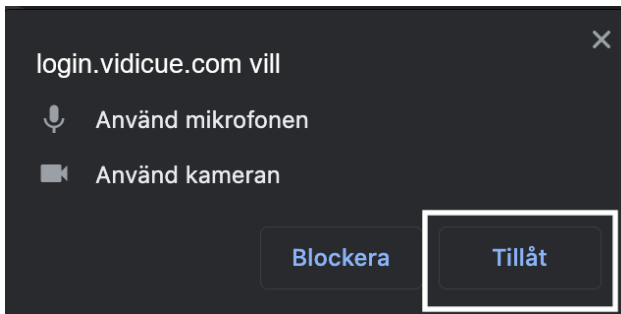 login.vidicue.com vill
Använd mikrofonen
Använd kameran
Blockera
Tillåt